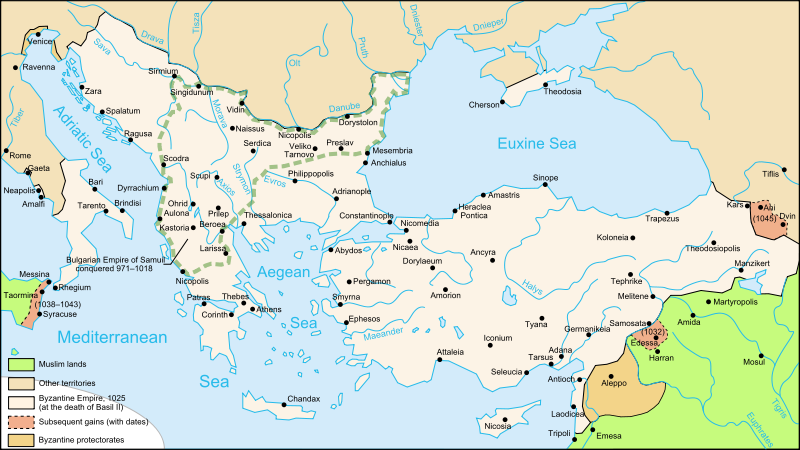 Venice
Ravenna
Sava
Drava
Tisza
Olt
Pruth
Dniester
Dnieper
Sirmium
Singidunum
Vidin
Morava
Danube
Zara
Spalatum
Ragusa
Adriatic Sea
Tiber
Rome
Gaeta
Neapolis
Amalfi
Bari
Tarento
Brindisi
Naissus
Serdica
Nicopolis
Dorystolon
Veliko
Tarnovo
Preslav
Mesembria
Anchialus
Cherson
Theodosia
Euxine Sea
Scodra
Scupi
Axios
Strymon
Evros
Philippopolis
Adrianople
Dyrrachium
Ohrid
Aulona
Prilep
Kastoria
Beroea
Thessalonica
Larissa
Constantinople
Nicomedia
Nicaea
Heraclea
Pontica
Amastris
Sinope
Trapezus
Tiflis
Kars
Ani
(1045)
Dvin
Bulgarian Empire of Samuil
conquered 971–1018
Nicopolis
Abydos
Dorylaeum
Ancyra
Koloneia
Theodosiopolis
Manzikert
Messina
Rhegium
Taormina
(1038–1043)
Syracuse
Patras
Thebes
Corinth
Athens
Aegean
Sea
Pergamon
Smyrna
Ephesos
Amorion
Maeander
Halys
Tephrike
Melitene
Martyropolis
Mediterranean
Sea
Attaleia
Iconium
Tyana
Germanikeia
Samosata
(1032)
Edessa
Amida
Harran
Mosul
Seleucia
Tarsus
Adana
Antioch
Aleppo
Chandax
Nicosia
Laodicea
Tripoli
Emesa
Euphrates
Tigris
Muslim lands
Other territories
Byzantine Empire, 1025
(at the death of Basil II)
Subsequent gains (with dates)
Byzantine protectorates